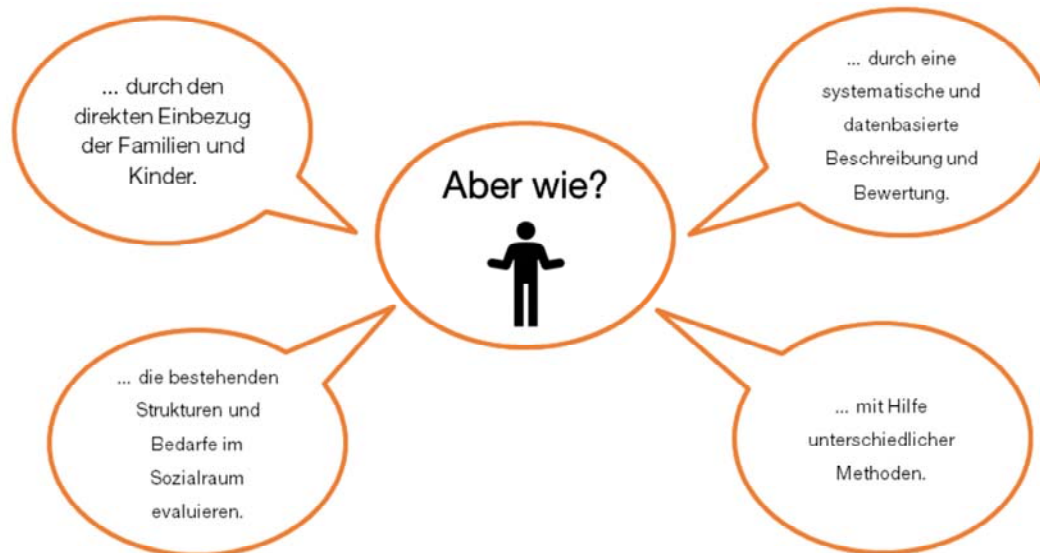 ... durch den
direkten Einbezug
der Familien und
Kinder.
Aber wie?
... durch eine
systematische und
datenbasierte
Beschreibung und
Bewertung.
... die bestehenden
Strukturen und
Bedarfe im
Sozialraum
evaluieren.
... mit Hilfe
unterschiedlicher
Methoden.